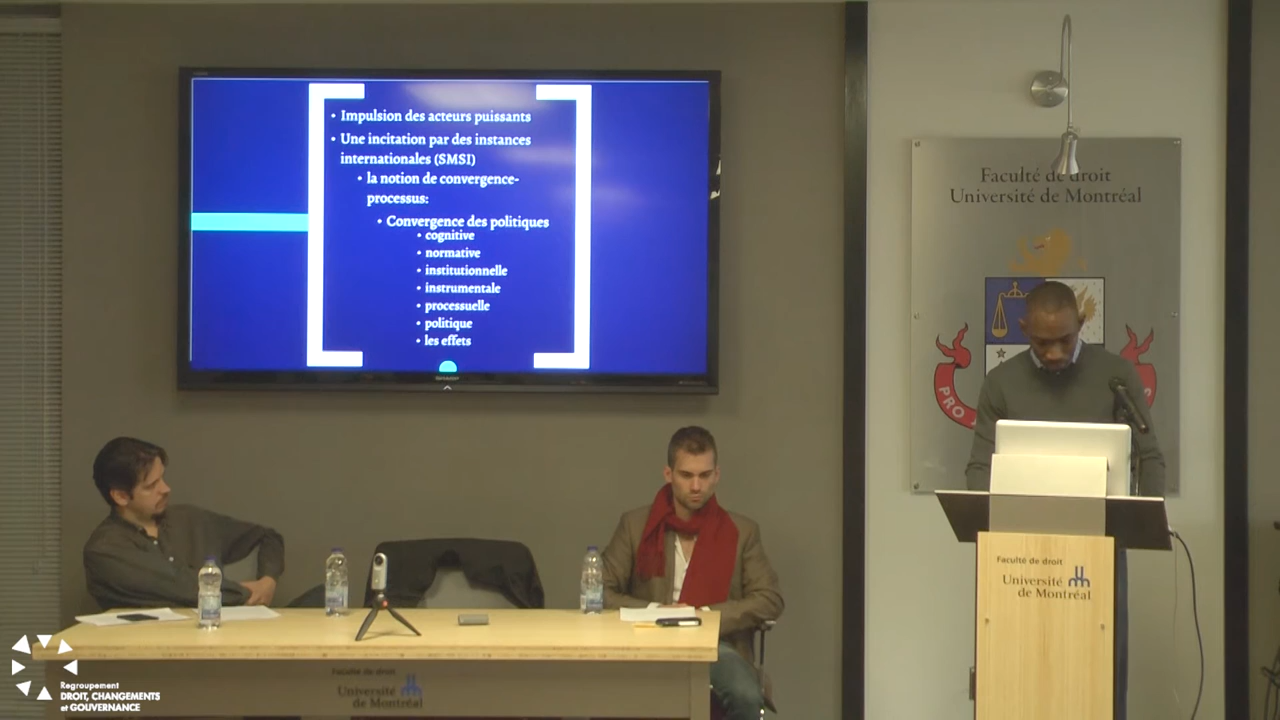 • Impulsion des acteurs puissants
• Une incitation par des instances
internationales (SMSI)
• la notion de convergence-
processus:
• Convergence des politiques
• cognitive
• normative
• institutionnelle
• instrumentale
• processuelle
• politique
• les effets
SHARP
Faculté de droit
Université de Montréal
PRO
Faculté de droit
Université
de Montréal
Faculté de droit
Université
de Montréal
Regroupement
DROIT, CHANGEMENTS
et GOUVERNANCE